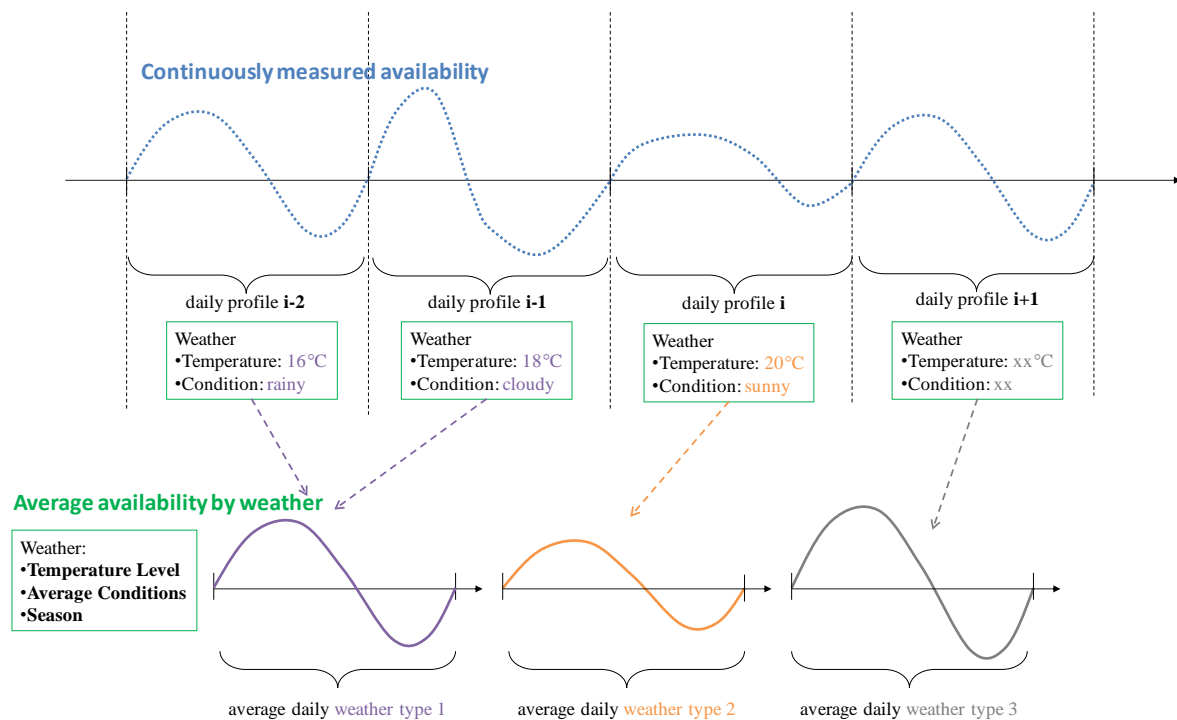 Continuously measured availability
daily profile i-2
daily profile i-1
daily profile i
daily profile i+1
Weather
•Temperature: 16°C
•Condition: rainy
Weather
•Temperature: 18°C
•Condition: cloudy
Weather
•Temperature: 20°C
•Condition: sunny
Weather
•Temperature: xx°C
•Condition: xx
Average availability by weather
Weather:
•Temperature Level
•Average Conditions
•Season
average daily weather type 1
average daily weather type 2
average daily weather type 3